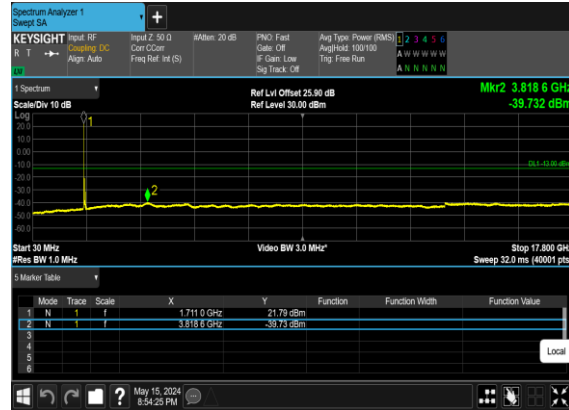 Spectrum Analyzer 1
Swept SA
+
KEYSIGHT Input: RF Input Z: 50 Ω #Atten: 20 dB PNO: Fast Avg Type: Power (RMS) 1 2 3 4 5 6
R T Coupling: DC Corr CCorr Gate: Off Avg|Hold: 100/100 A W W W W W
Align: Auto Freq Ref: Int (S) IF Gain: Low Trig: Free Run
Sig Track: Off A N N N N N
1 Spectrum
Ref Lvl Offset 25.90 dB Mkr2 3.818 6 GHz
Scale/Div 10 dB Ref Level 30.00 dBm -39.732 dBm
Log
20.0
10.0
0.00
-10.0
-20.0
-30.0
-40.0
-50.0
-60.0
1
2
DL1 -13.00 dBm
Start 30 MHz Video BW 3.0 MHz* Stop 17.800 GHz
#Res BW 1.0 MHz Sweep 32.0 ms (40001 pts)
5 Marker Table
Mode Trace Scale X Y Function Function Width Function Value
1 N 1 f 1.711 0 GHz 21.79 dBm
2 N 1 f 3.818 6 GHz -39.73 dBm
3
4
5
6
Local
?
May 15, 2024
8:54:25 PM